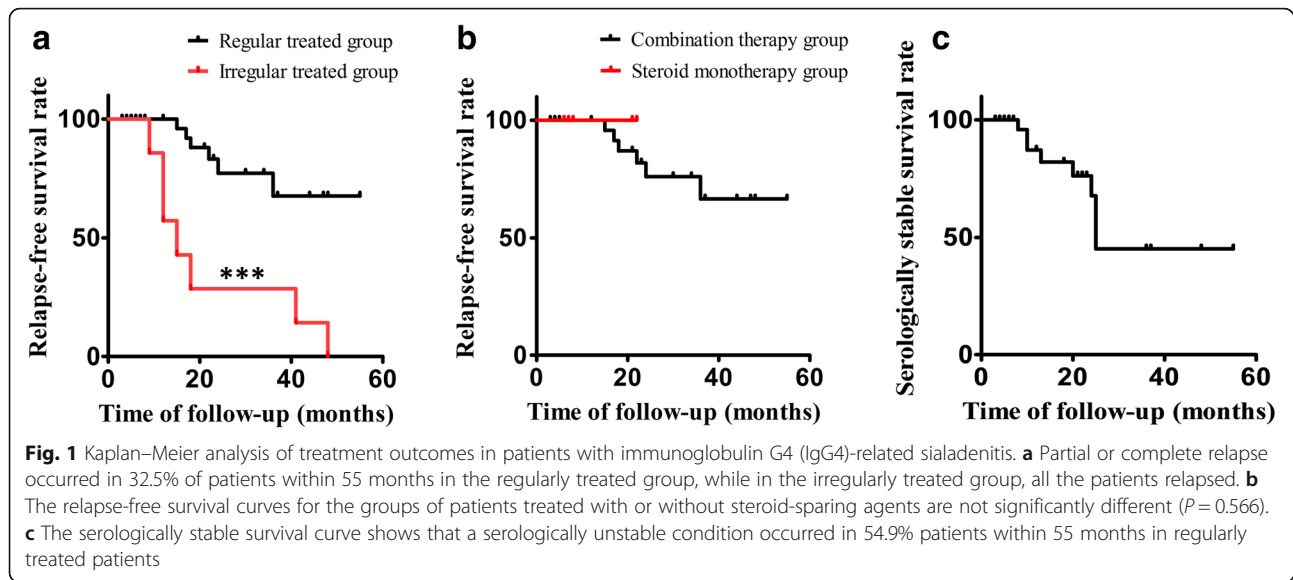 a
Regular treated group
Irregular treated group
Relapse-free survival rate
100
50
0
***
0
20
40
60
Time of follow-up (months)
b
Combination therapy group
Steroid monotherapy group
Relapse-free survival rate
100
50
0
0
20
40
60
Time of follow-up (months)
c
Serologically stable survival rate
100
50
0
0
20
40
60
Time of follow-up (months)
Fig. 1 Kaplan–Meier analysis of treatment outcomes in patients with immunoglobulin G4 (IgG4)-related sialadenitis. a Partial or complete relapse
occurred in 32.5% of patients within 55 months in the regularly treated group, while in the irregularly treated group, all the patients relapsed. b
The relapse-free survival curves for the groups of patients treated with or without steroid-sparing agents are not significantly different (P = 0.566).
c The serologically stable survival curve shows that a serologically unstable condition occurred in 54.9% patients within 55 months in regularly
treated patients